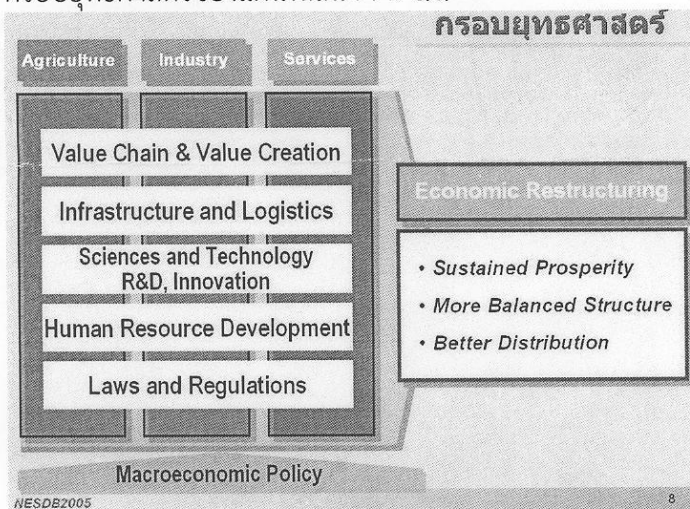 กรอบยุทธศาสตร์
Agriculture
Industry
Services
Value Chain & Value Creation
Infrastructure and Logistics
Sciences and Technology
R&D, Innovation
Human Resource Development
Laws and Regulations
Economic Restructuring
• Sustained Prosperity
• More Balanced Structure
• Better Distribution
Macroeconomic Policy
NESDB2005
8